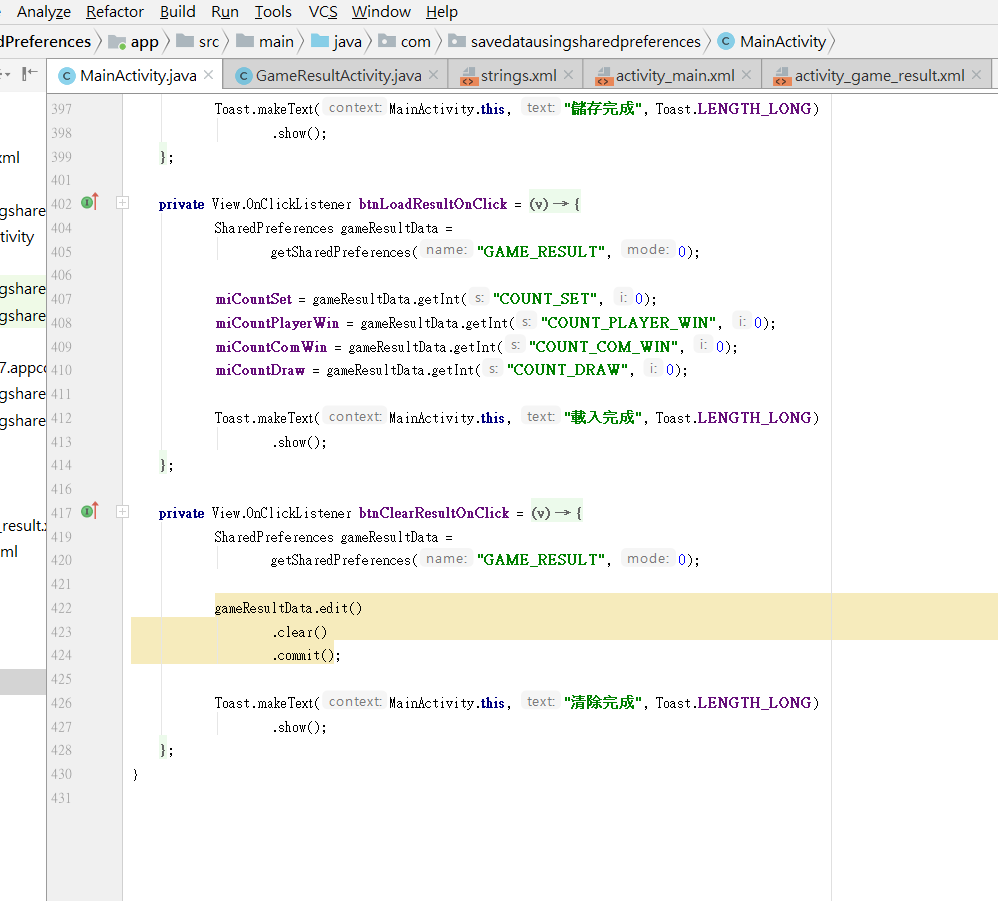 Analyze Refactor Build Run Tools VCS Window Help
dPreferences app src main java com savedatausingsharedpreferences MainActivity
MainActivity.java GameResultActivity.java strings.xml activity_main.xml activity_game_result.xml
397 Toast.makeText( context: MainActivity.this, text: "儲存完成", Toast.LENGTH_LONG)
398 .show();
399 };
401
402 private View.OnClickListener btnLoadResultOnClick = (v) → {
404 SharedPreferences gameResultData =
405 getSharedPreferences( name: "GAME_RESULT", mode: 0);
406
407 miCountSet = gameResultData.getInt( s: "COUNT_SET", i: 0);
408 miCountPlayerWin = gameResultData.getInt( s: "COUNT_PLAYER_WIN", i: 0);
409 miCountComWin = gameResultData.getInt( s: "COUNT_COM_WIN", i: 0);
410 miCountDraw = gameResultData.getInt( s: "COUNT_DRAW", i: 0);
411
412 Toast.makeText( context: MainActivity.this, text: "載入完成", Toast.LENGTH_LONG)
413 .show();
414 };
416
417 private View.OnClickListener btnClearResultOnClick = (v) → {
419 SharedPreferences gameResultData =
420 getSharedPreferences( name: "GAME_RESULT", mode: 0);
421
422 gameResultData.edit()
423 .clear()
424 .commit();
425
426 Toast.makeText( context: MainActivity.this, text: "清除完成", Toast.LENGTH_LONG)
427 .show();
428 };
430 }
431
xml
gshare
tivity
gshare
gshare
7.appco
gshare
gshare
_result.x
ml